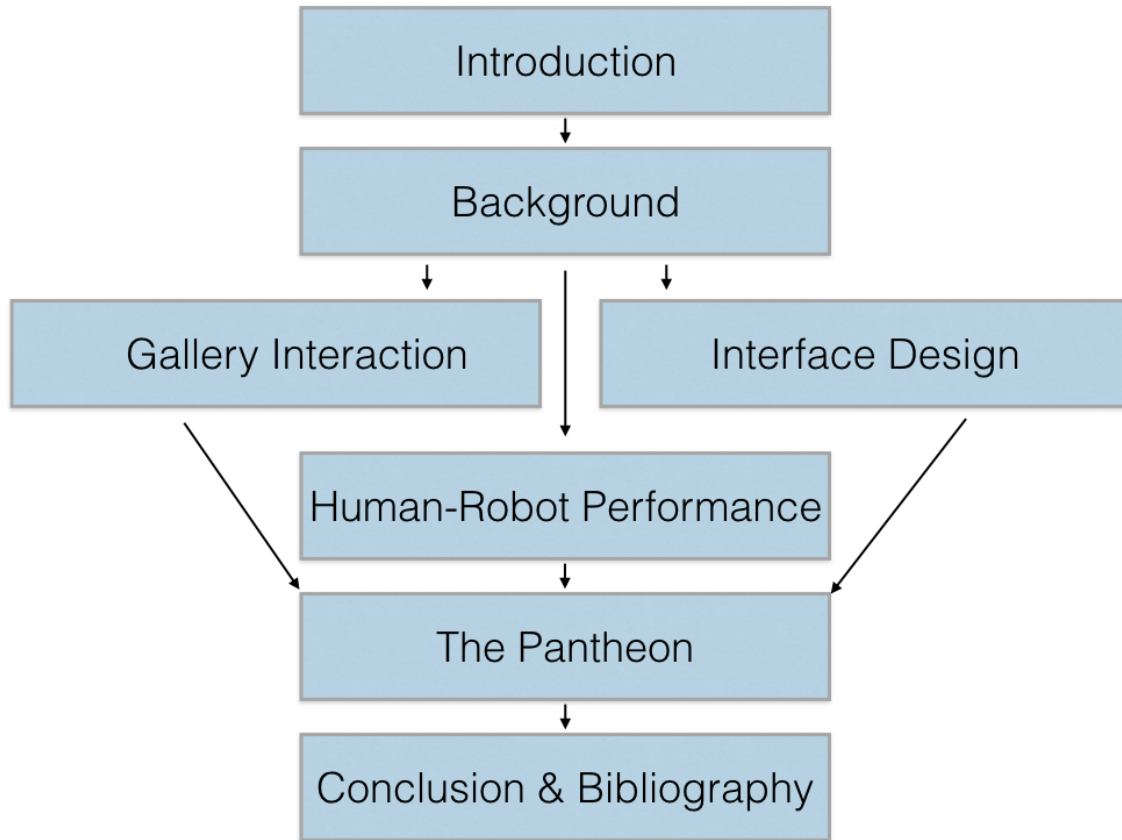 Introduction
Background
Gallery Interaction
Interface Design
Human-Robot Performance
The Pantheon
Conclusion & Bibliography